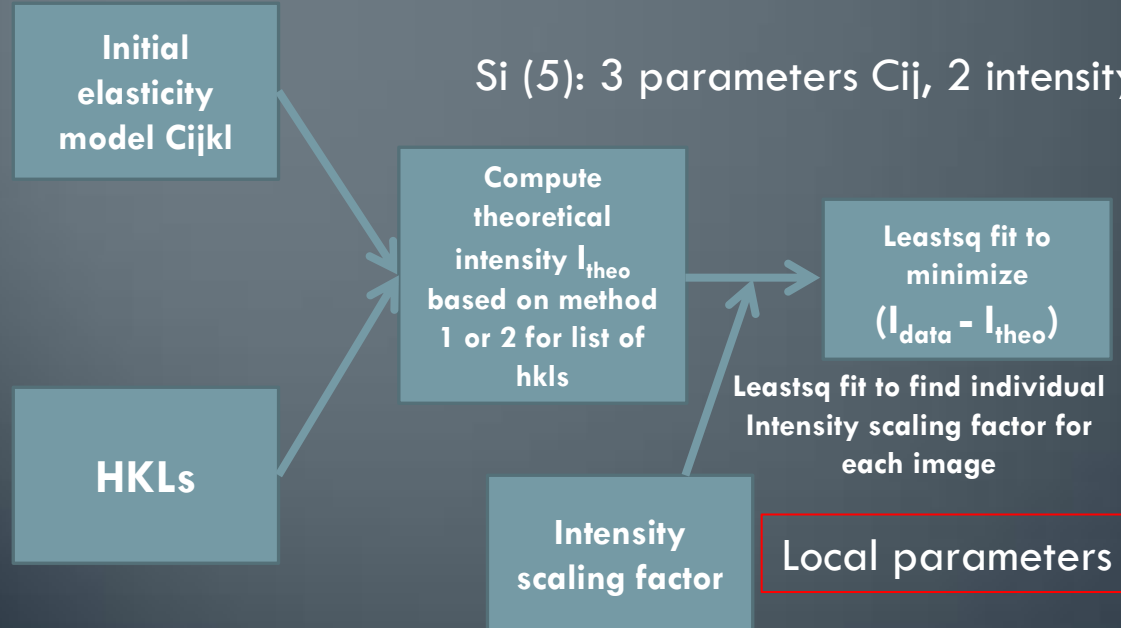 Initial
elasticity
model Cijkl
Si (5): 3 parameters Cij, 2 intensity
Compute
theoretical
intensity Itheo
based on method
1 or 2 for list of
hkls
Leastsq fit to
minimize
(Idata - Itheo)
Leastsq fit to find individual
Intensity scaling factor for
each image
HKLs
Intensity
scaling factor
Local parameters